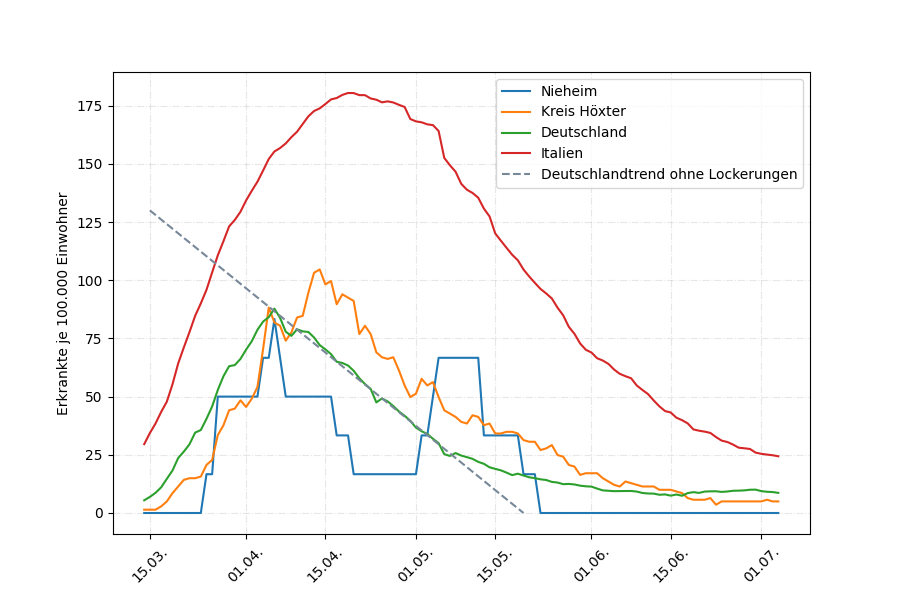 Erkrankte je 100.000 Einwohner
175
150
125
100
75
50
25
0
Nieheim
Kreis Höxter
Deutschland
Italien
Deutschlandtrend ohne Lockerungen
15.03.
01.04.
15.04.
01.05.
15.05.
01.06.
15.06.
01.07.